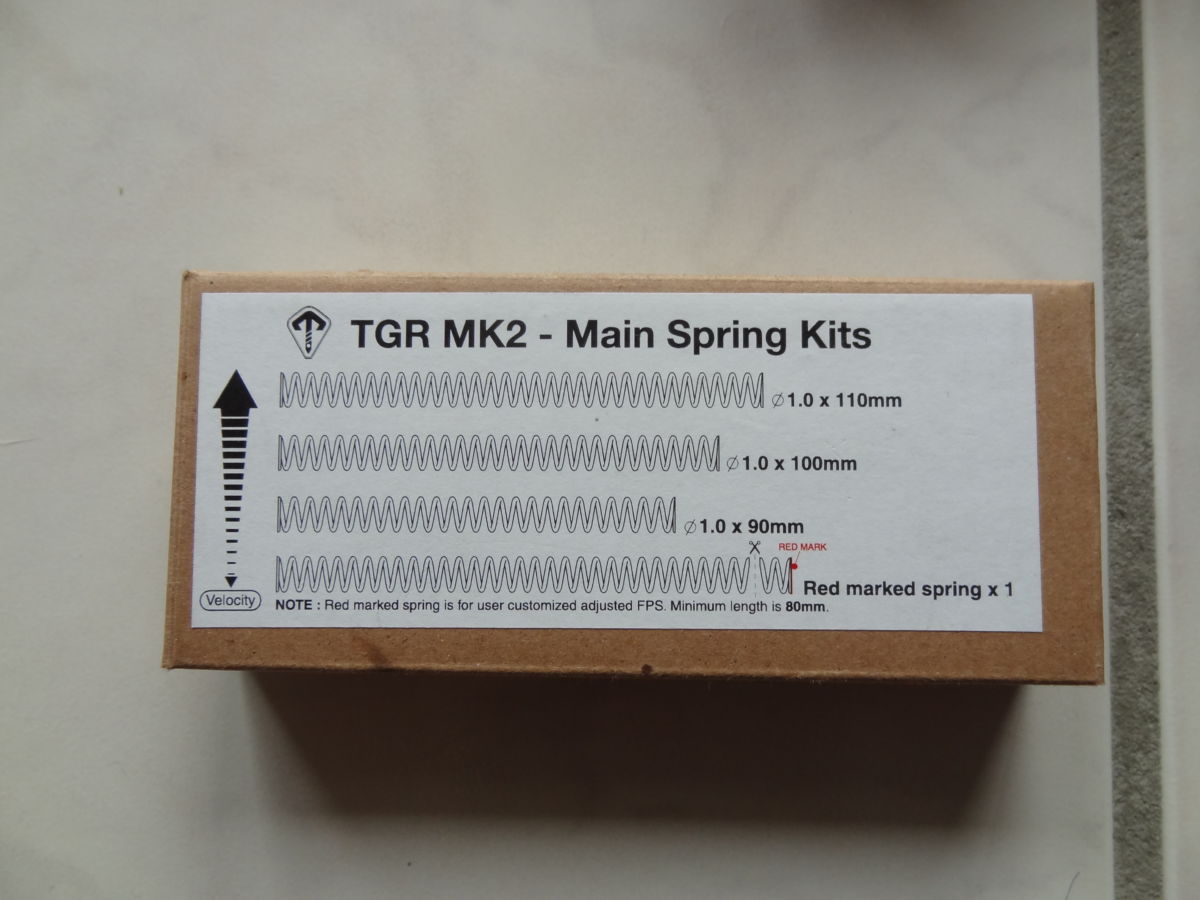 TGR MK2 - Main Spring Kits
∅1.0 x 110mm
∅1.0 x 100mm
∅1.0 x 90mm
RED MARK
Red marked spring x 1
Velocity
NOTE : Red marked spring is for user customized adjusted FPS. Minimum length is 80mm.